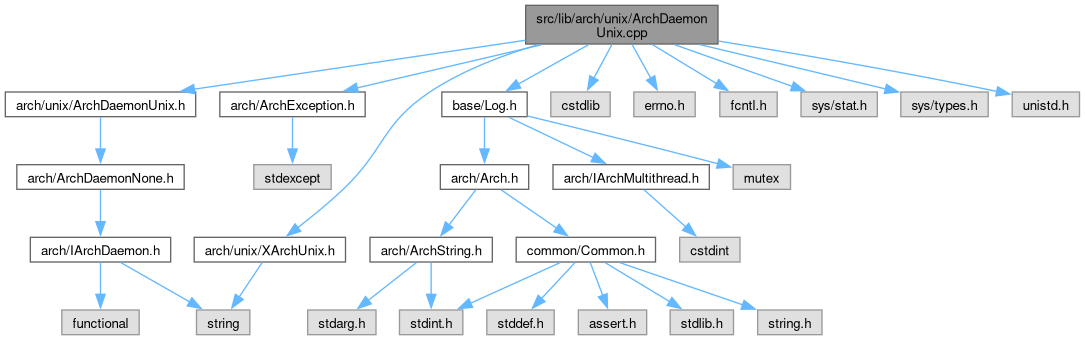 src/lib/arch/unix/ArchDaemon
Unix.cpp
arch/unix/ArchDaemonUnix.h
arch/ArchException.h
base/Log.h
cstdlib
errno.h
fcntl.h
sys/stat.h
sys/types.h
unistd.h
arch/ArchDaemonNone.h
stdexcept
arch/Arch.h
arch/IArchMultithread.h
mutex
arch/IArchDaemon.h
arch/unix/XArchUnix.h
arch/ArchString.h
common/Common.h
cstdint
functional
string
stdarg.h
stdint.h
stddef.h
assert.h
stdlib.h
string.h